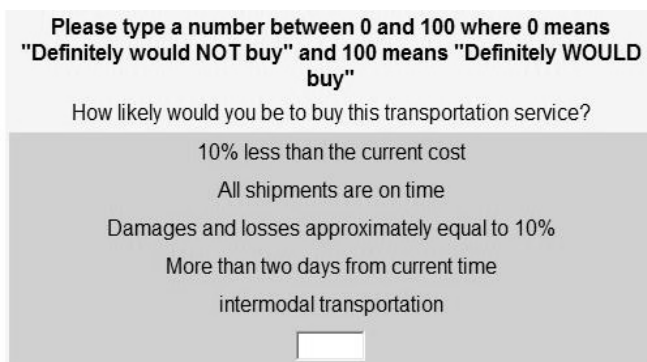 Please type a number between 0 and 100 where 0 means
"Definitely would NOT buy" and 100 means "Definitely WOULD
buy"
How likely would you be to buy this transportation service?
10% less than the current cost
All shipments are on time
Damages and losses approximately equal to 10%
More than two days from current time
intermodal transportation